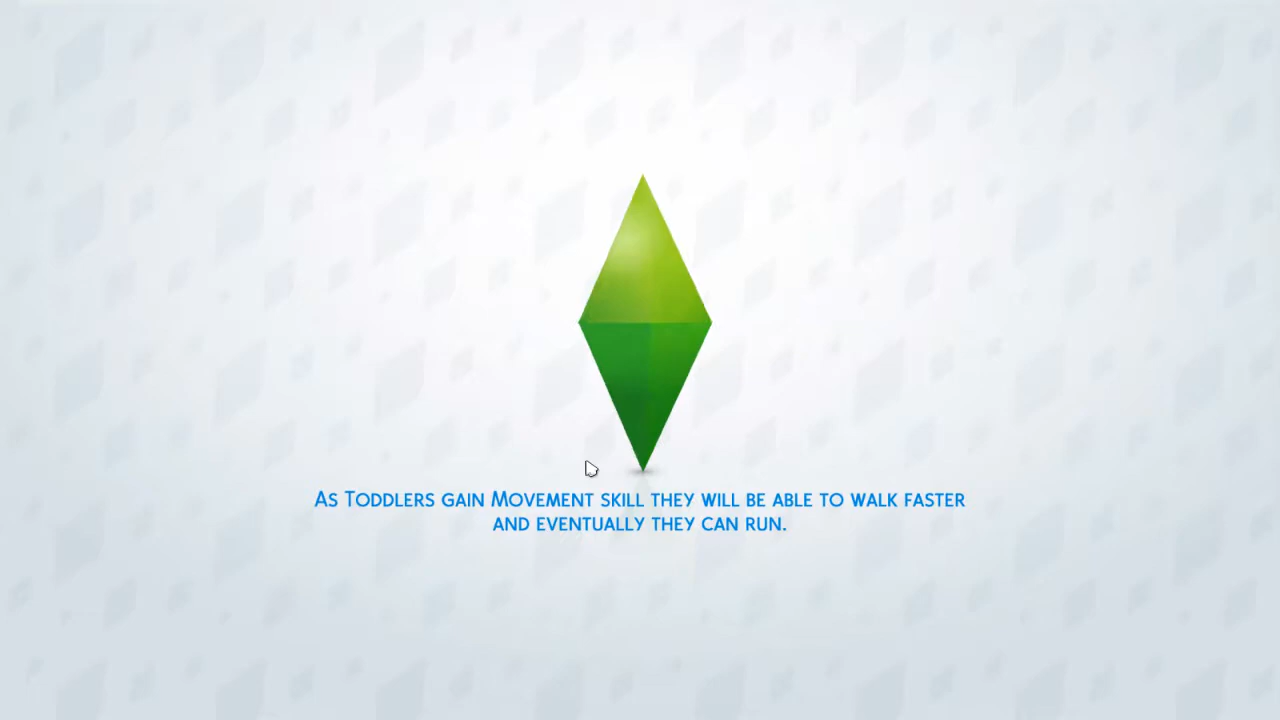 As Toddlers gain Movement skill they will be able to walk faster
and eventually they can run.